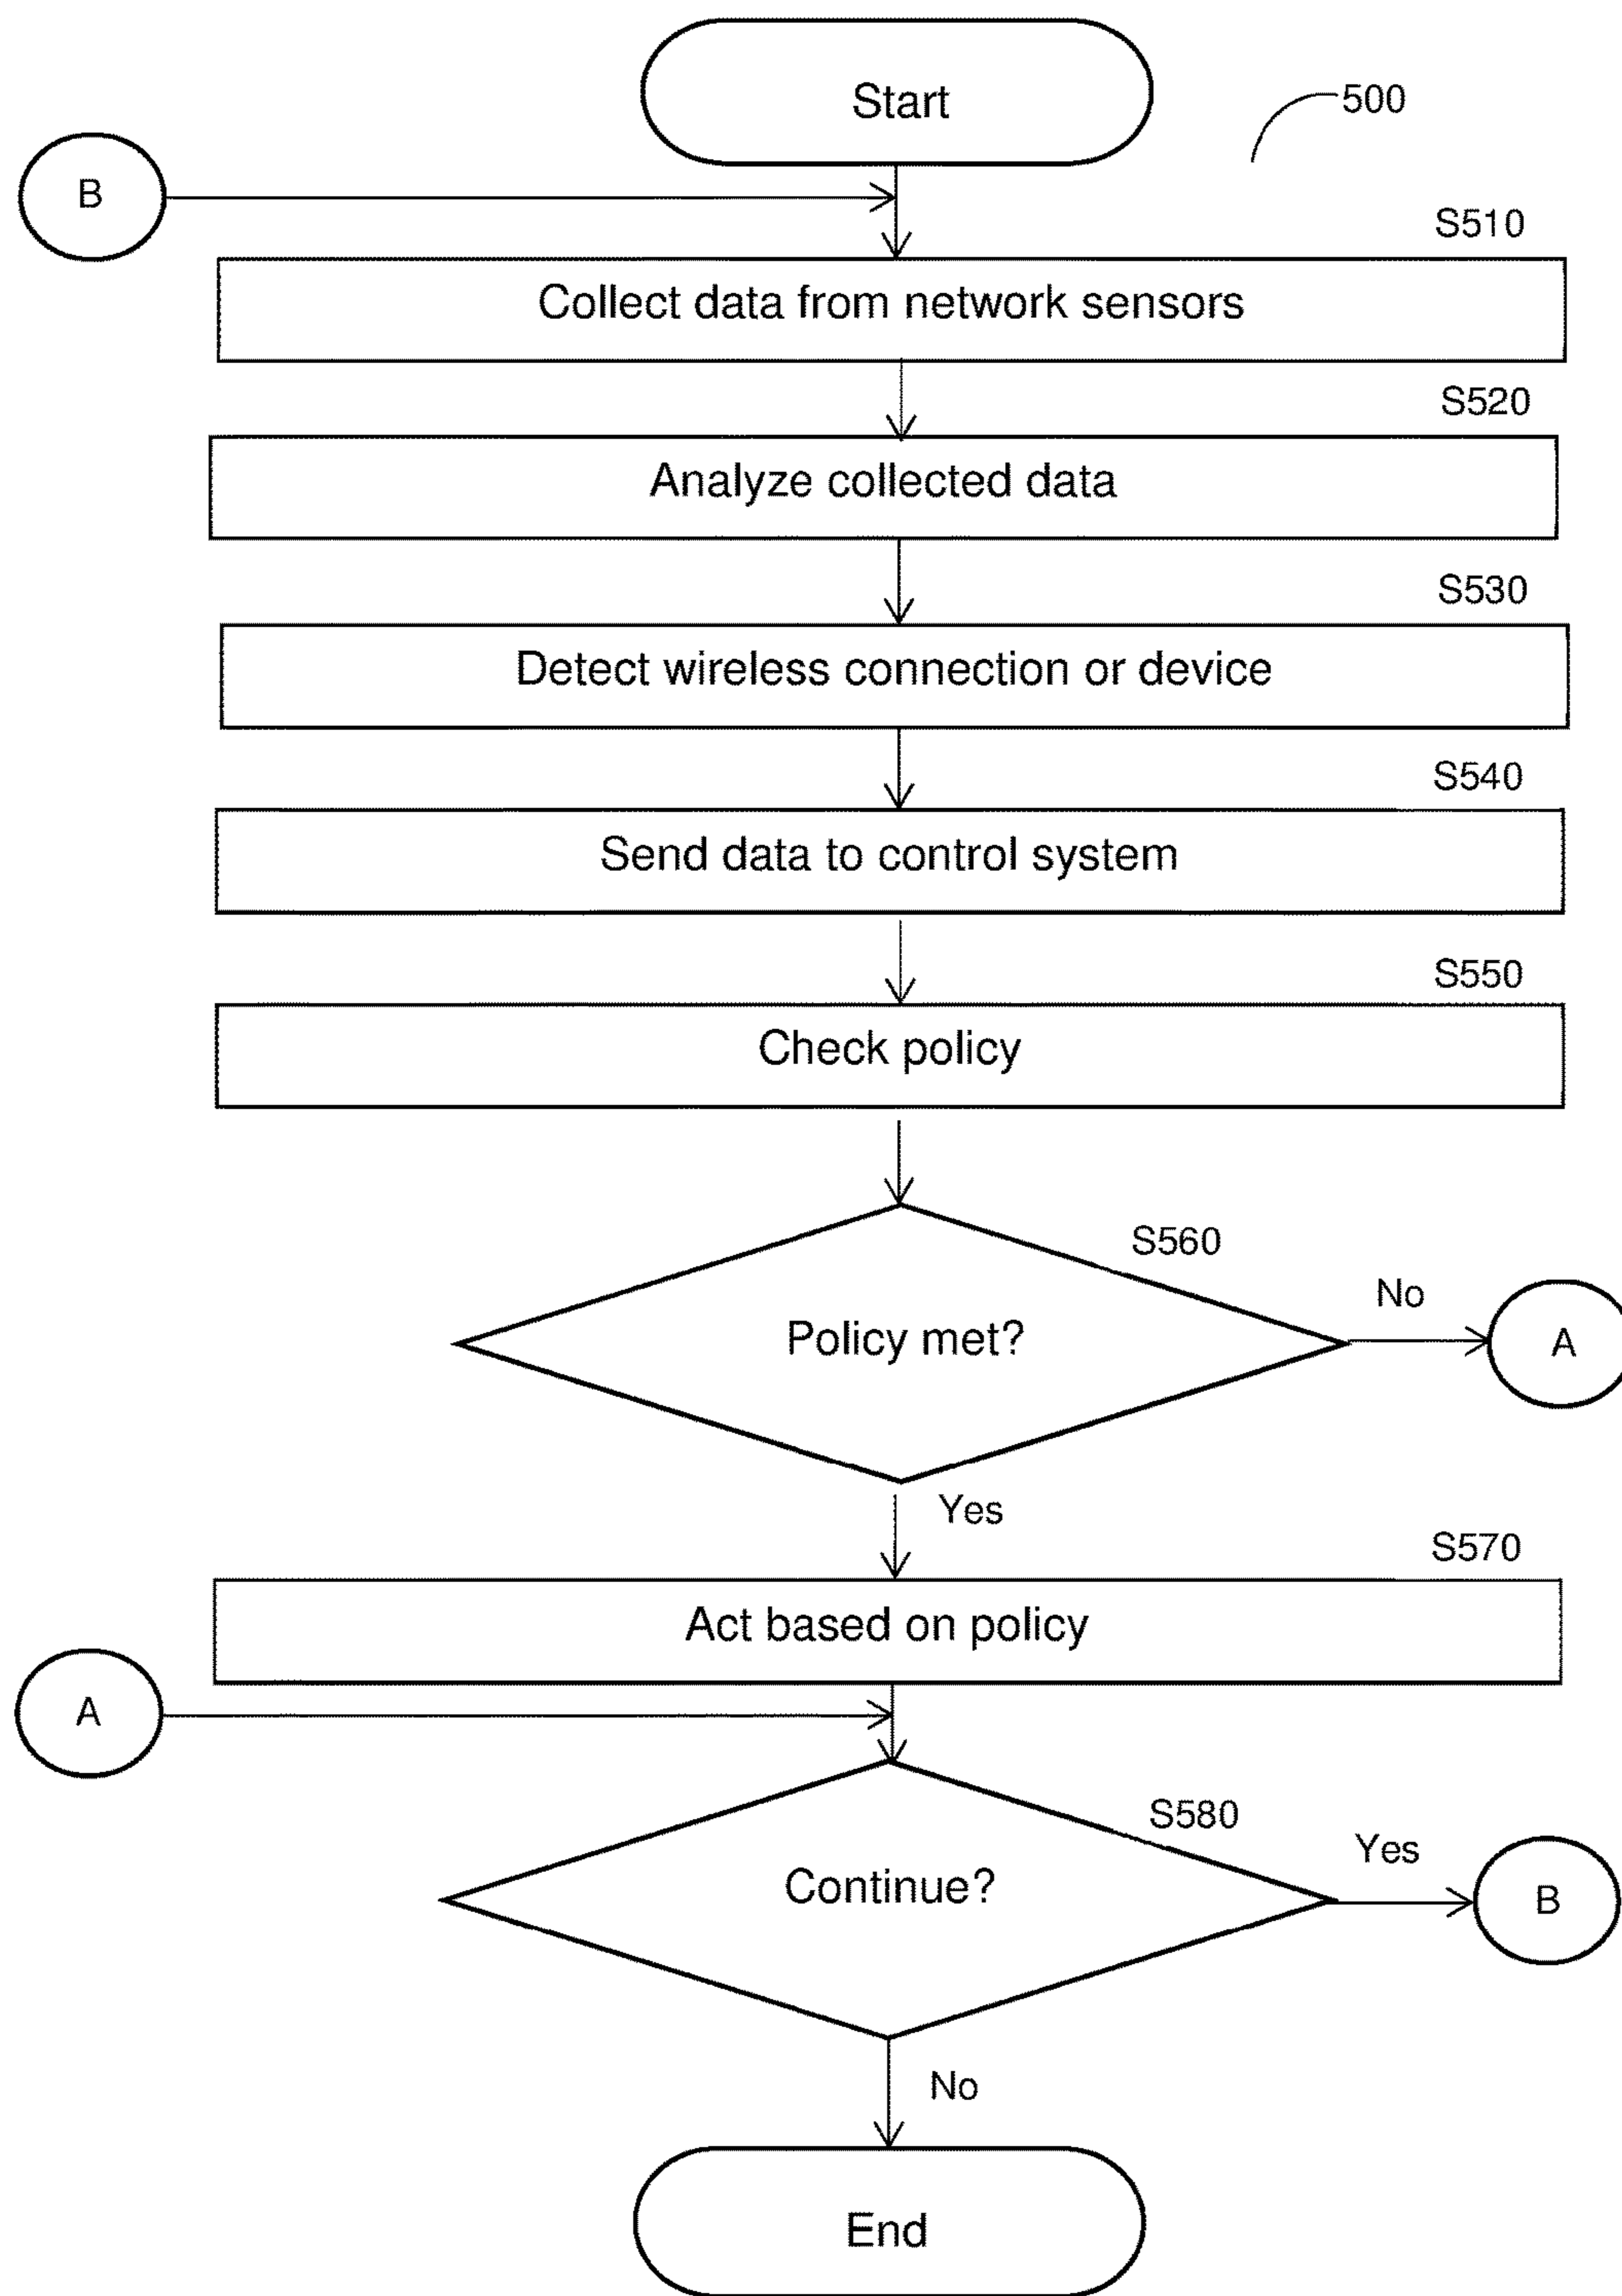 Start
500
B
S510
Collect data from network sensors
S520
Analyze collected data
S530
Detect wireless connection or device
S540
Send data to control system
S550
Check policy
S560
No
Policy met?
A
Yes
S570
Act based on policy
A
S580
Yes
Continue?
B
No
End